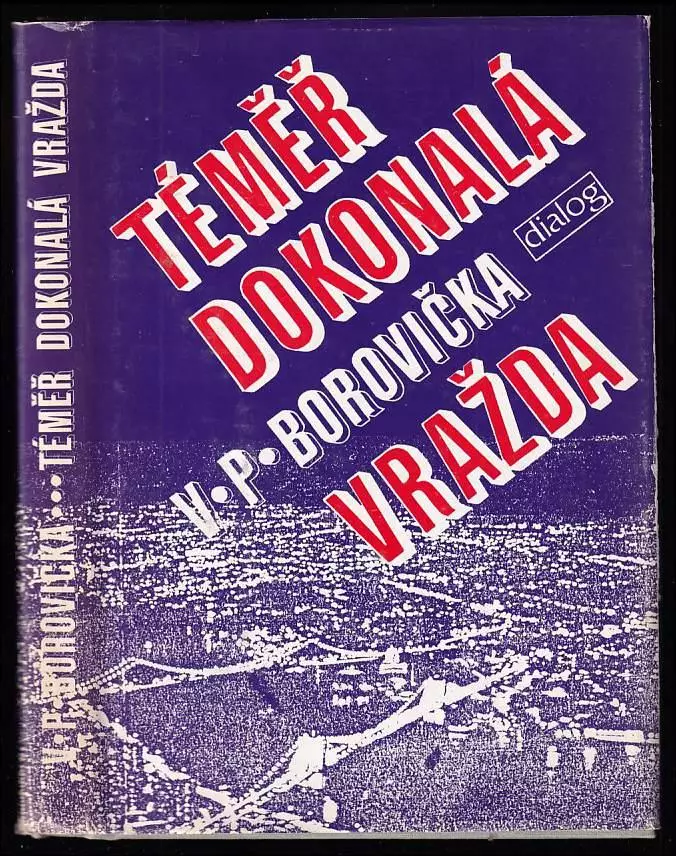 V·P·BOROVIČKA···TÉMĚŘ DOKONALÁ VRAŽDA
TÉMĚŘ
DOKONALÁ
dialog
V·P·BOROVIČKA
VRAŽDA